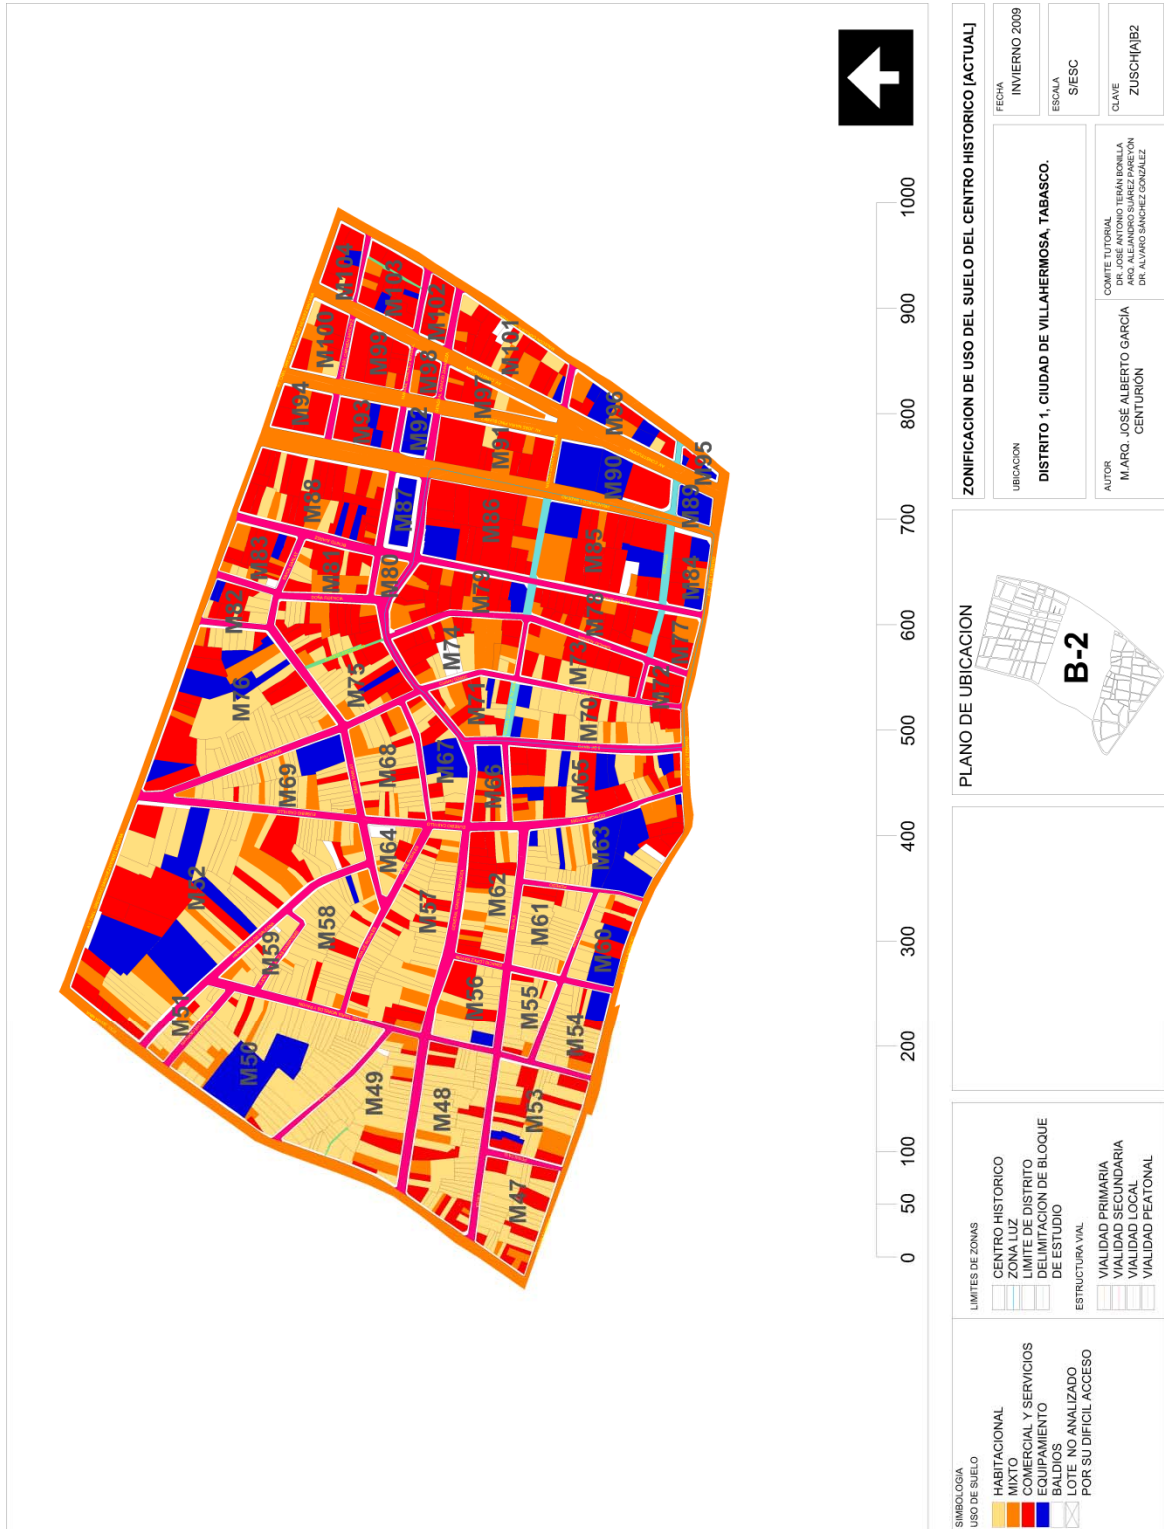 ZONIFICACION DE USO DEL SUELO DEL CENTRO HISTORICO [ACTUAL]
UBICACION
DISTRITO 1, CIUDAD DE VILLAHERMOSA, TABASCO.
FECHA
INVIERNO 2009
ESCALA
S/ESC
CLAVE
ZUSCH[A]B2
AUTOR
M.ARQ. JOSÉ ALBERTO GARCÍA
CENTURIÓN
COMITE TUTORIAL
DR. JOSÉ ANTONIO TERÁN BONILLA
ARQ. ALEJANDRO SUÁREZ PAREYÓN
DR. ALVARO SÁNCHEZ GONZÁLEZ
PLANO DE UBICACION
B-2
LIMITES DE ZONAS
CENTRO HISTORICO
ZONA LUZ
LIMITE DE DISTRITO
DELIMITACION DE BLOQUE
DE ESTUDIO
ESTRUCTURA VIAL
VIALIDAD PRIMARIA
VIALIDAD SECUNDARIA
VIALIDAD LOCAL
VIALIDAD PEATONAL
SIMBOLOGIA
USO DE SUELO
HABITACIONAL
MIXTO
COMERCIAL Y SERVICIOS
EQUIPAMIENTO
BALDIOS
LOTE NO ANALIZADO
POR SU DIFICIL ACCESO
0 50 100 200 300 400 500 600 700 800 900 1000
M47
M48
M49
M50
M51
M52
M53
M54
M55
M56
M57
M58
M59
M60
M61
M62
M63
M64
M65
M66
M67
M68
M69
M70
M71
M72
M73
M74
M75
M76
M77
M78
M79
M80
M81
M82
M83
M84
M85
M86
M87
M88
M89
M90
M91
M92
M93
M94
M95
M96
M97
M98
M99
M100
M101
M102
M103
M104